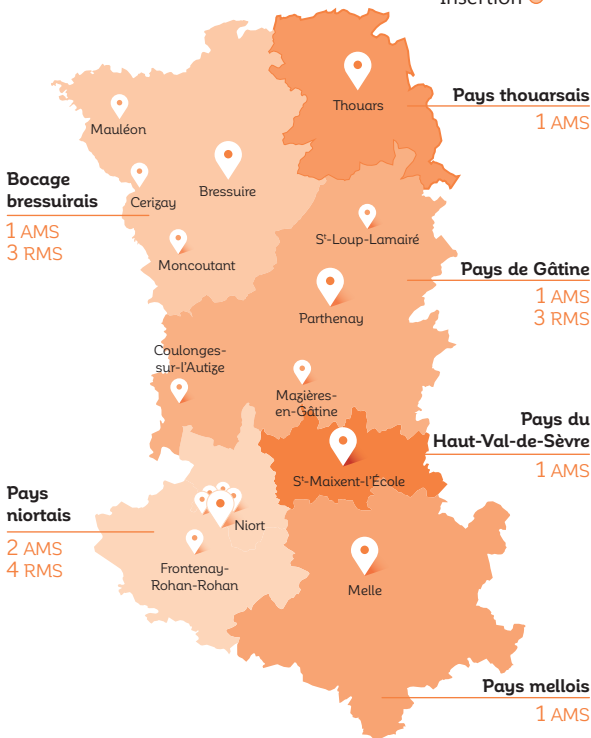 Insertion
Thouars
Pays thouarsais
1 AMS
Mauléon
Bocage
bressuirais
1 AMS
3 RMS
Cerizay
Bressuire
Moncoutant
Sᵗ-Loup-Lamairé
Pays de Gâtine
1 AMS
3 RMS
Parthenay
Coulonges-
sur-l'Autize
Mazières-
en-Gâtine
Pays du
Haut-Val-de-Sèvre
1 AMS
Sᵗ-Maixent-l'École
Pays
niortais
2 AMS
4 RMS
Niort
Frontenay-
Rohan-Rohan
Melle
Pays mellois
1 AMS